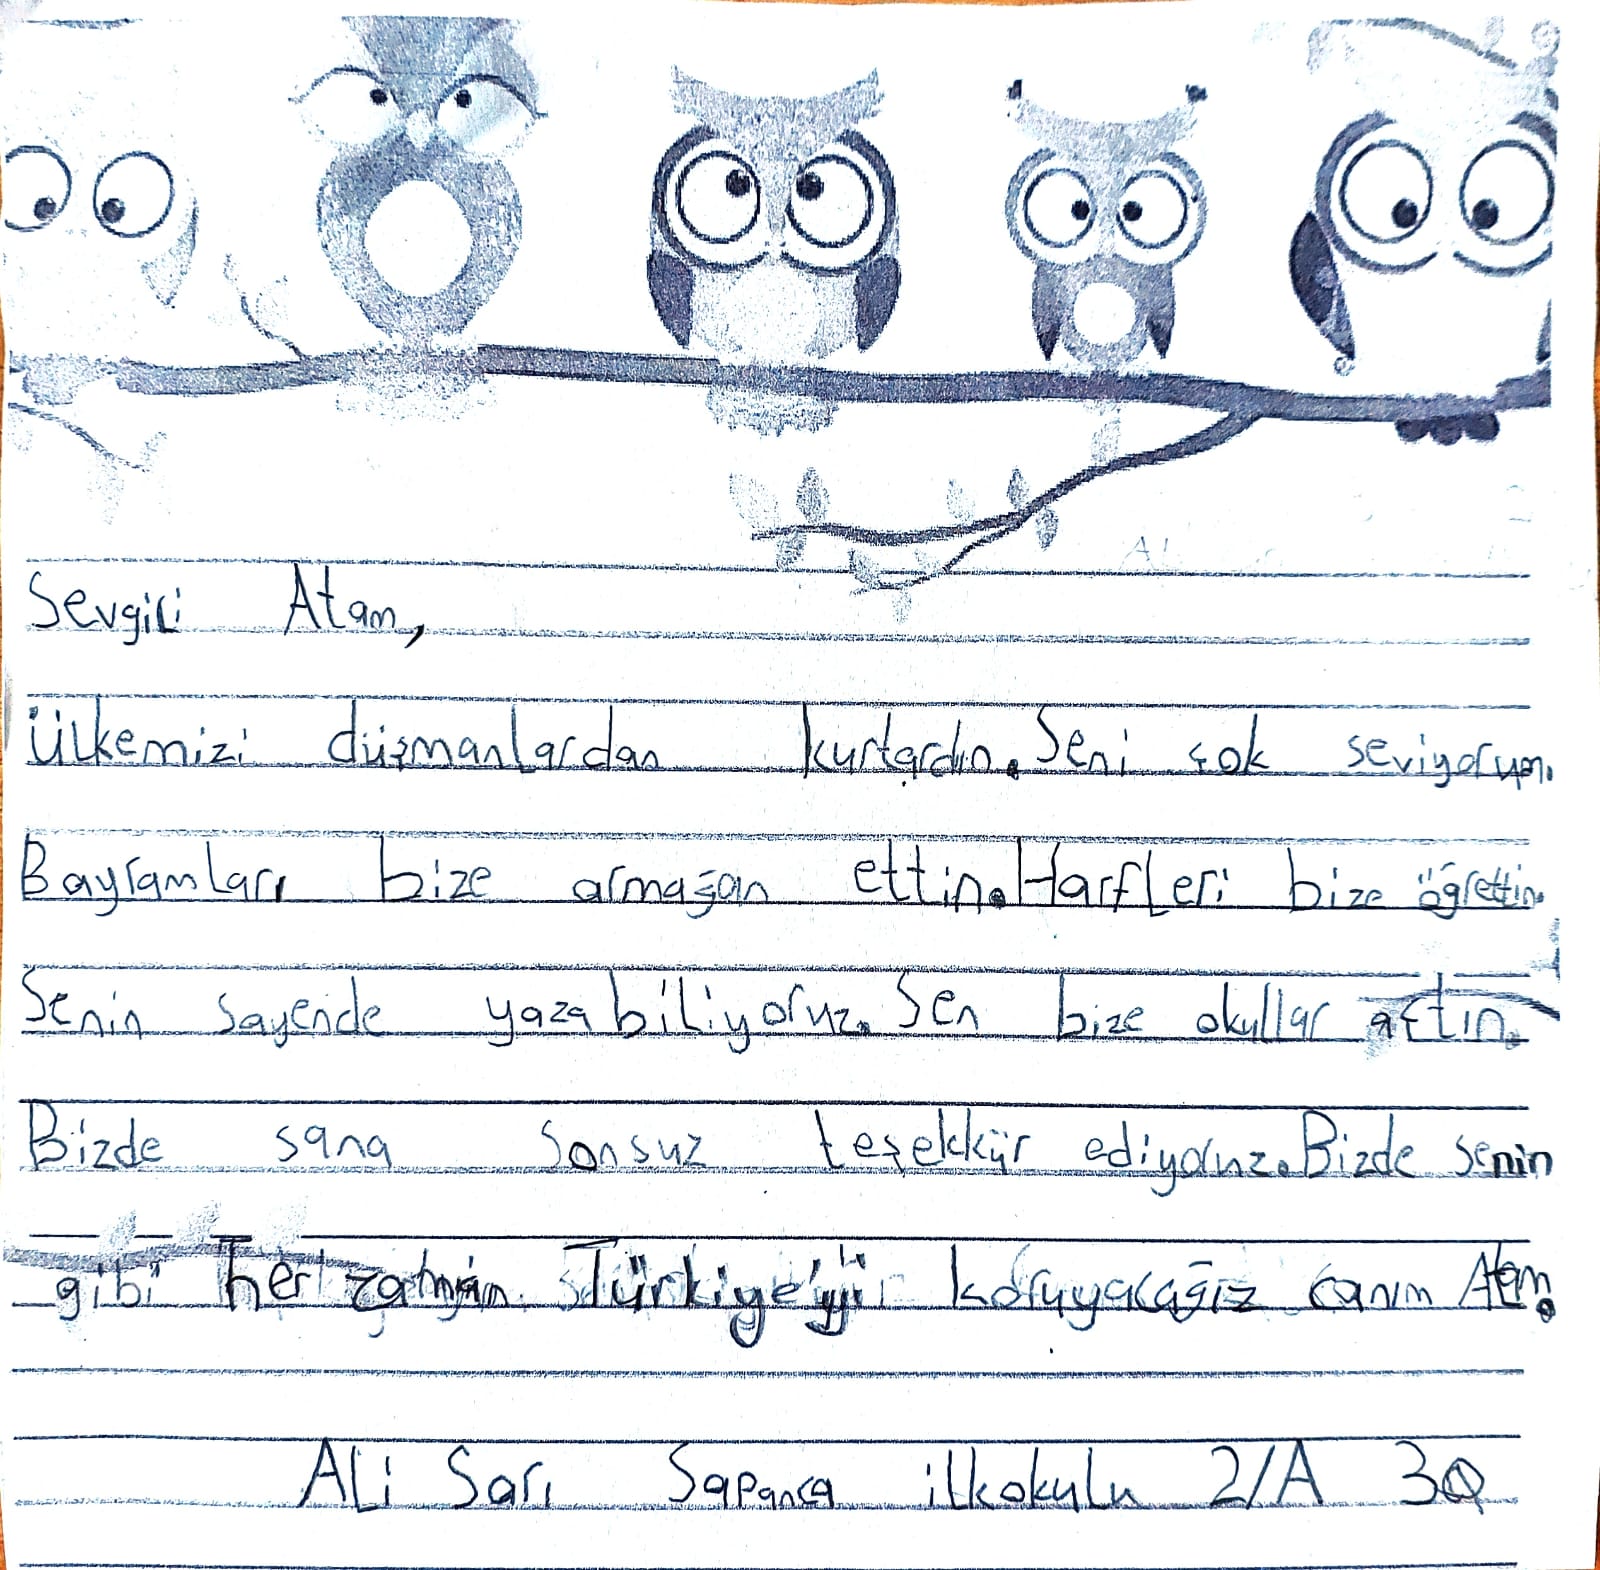 Sevgili Atam,
ülkemizi düşmanlardan kurtardın. Seni çok seviyorum.
Bayramları bize armağan ettin. Harfleri bize öğrettin.
Senin sayende yazabiliyoruz. Sen bize okullar açtın.
Bizde sana sonsuz teşekkür ediyoruz. Bizde senin
gibi her zaman Türkiye'yi koruyacağız canım Atam.
Ali Sarı Sapanca ilkokulu 2/A